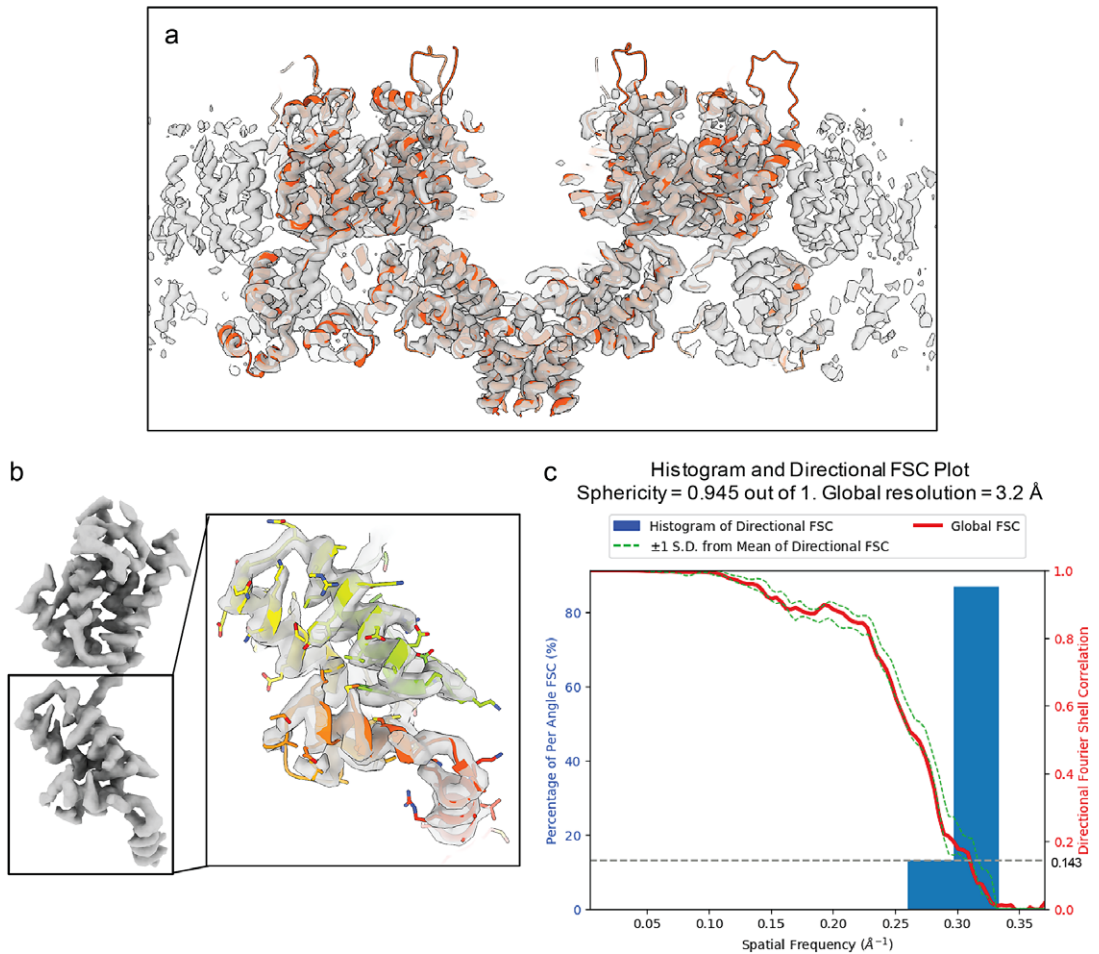 a
b
c
Histogram and Directional FSC Plot
Sphericity = 0.945 out of 1. Global resolution = 3.2 Å
Histogram of Directional FSC
Global FSC
±1 S.D. from Mean of Directional FSC
Percentage of Per Angle FSC (%)
80
60
40
20
0
1.0
0.8
0.6
0.4
0.2
0.143
0.0
Directional Fourier Shell Correlation
0.05 0.10 0.15 0.20 0.25 0.30 0.35
Spatial Frequency (Å⁻¹)